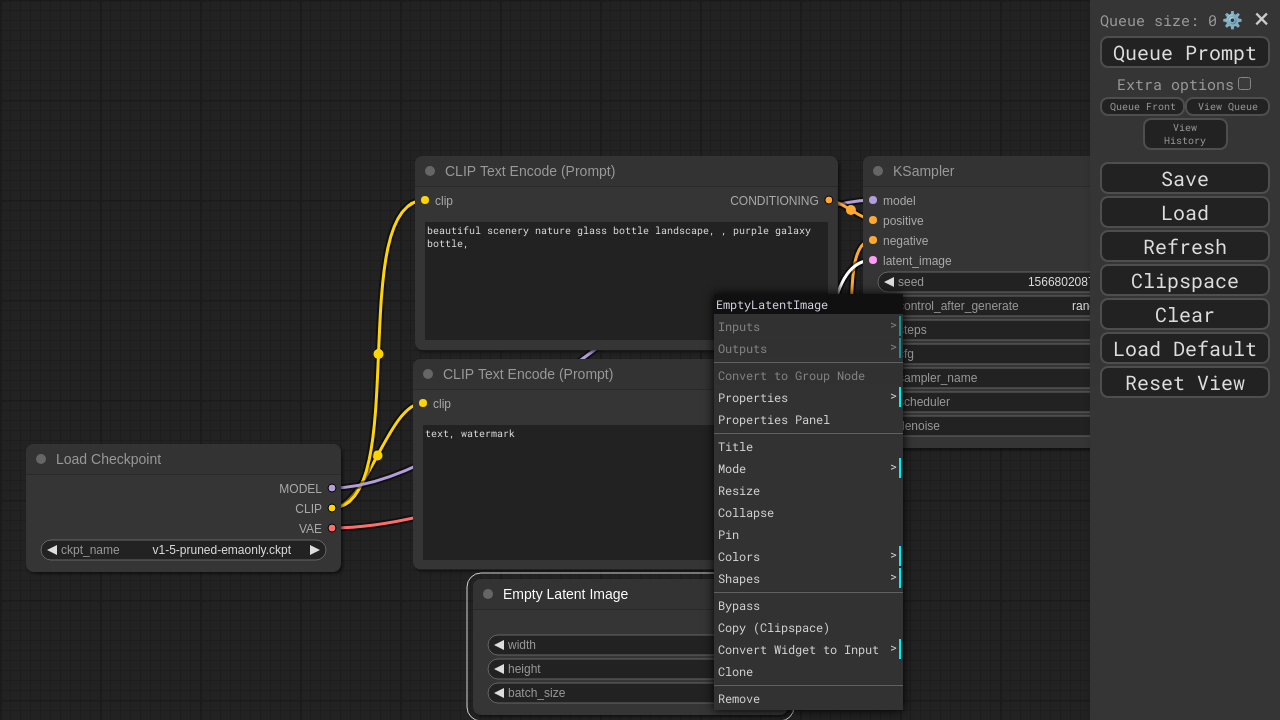 Queue size: 0
Queue Prompt
Extra options
Queue Front
View Queue
View
History
Save
Load
Refresh
Clipspace
Clear
Load Default
Reset View
CLIP Text Encode (Prompt)
clip
CONDITIONING
beautiful scenery nature glass bottle landscape, , purple galaxy
bottle,
KSampler
model
positive
negative
latent_image
seed
156680208
ontrol_after_generate
ran
teps
fg
ampler_name
cheduler
enoise
CLIP Text Encode (Prompt)
clip
text, watermark
Load Checkpoint
MODEL
CLIP
VAE
ckpt_name
v1-5-pruned-emaonly.ckpt
Empty Latent Image
width
height
batch_size
EmptyLatentImage
Inputs >
Outputs >
Convert to Group Node
Properties >
Properties Panel
Title
Mode >
Resize
Collapse
Pin
Colors >
Shapes >
Bypass
Copy (Clipspace)
Convert Widget to Input >
Clone
Remove